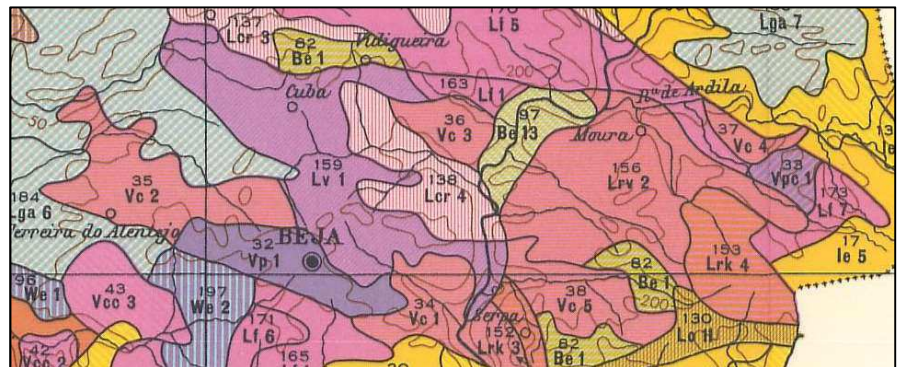 137
Lcr 3
82
Be 1
Vidigueira
Lf 5
Lga 7
200
163
Lf 1
Rª de Ardila
Cuba
50
36
Vc 3
97
Be 13
Moura
37
Vc 4
33
Vpc 1
159
Lv 1
35
Vc 2
138
Lcr 4
156
Lrv 2
173
Lf 7
184
Lga 6
Ferreira do Alentejo
BEJA
32
Vp 1
153
Lrk 4
17
Ie 5
96
We 1
43
Vcc 3
197
We 2
82
Be 1
200
38
Vc 5
34
Vc 1
Serpa
171
Lf 6
152
Lrk 3
130
82
Be 1
42
Vcc 2
165